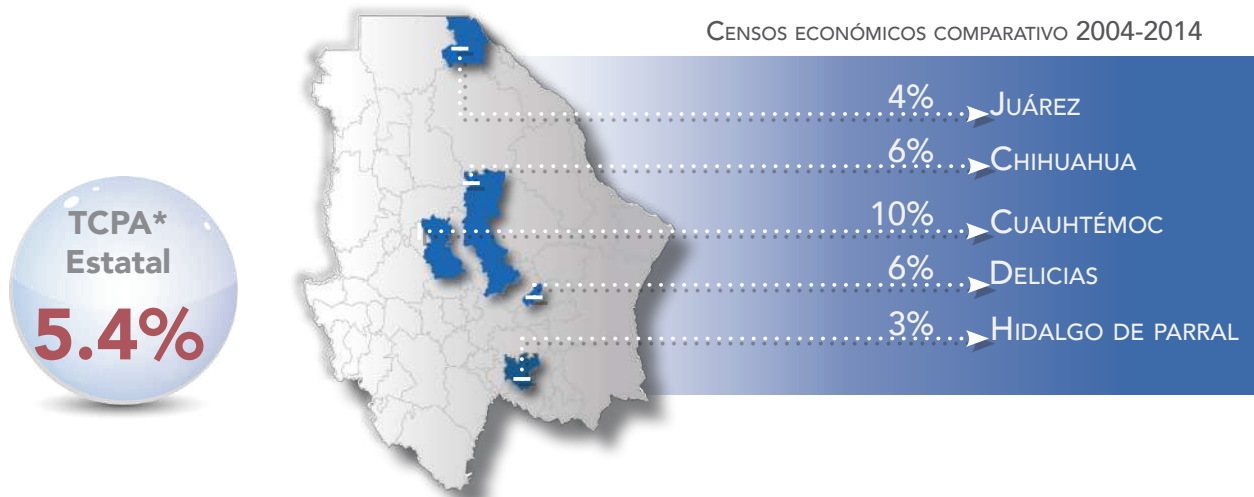 CENSOS ECONÓMICOS COMPARATIVO 2004-2014
4% JUÁREZ
6% CHIHUAHUA
10% CUAUHTÉMOC
6% DELICIAS
3% HIDALGO DE PARRAL
TCPA*
Estatal
5.4%